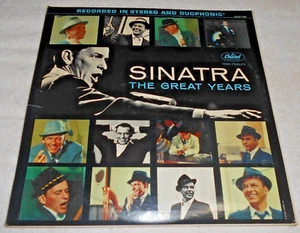 RECORDED IN STEREO AND DUOPHONIC
Capitol
SINATRA
THE GREAT YEARS